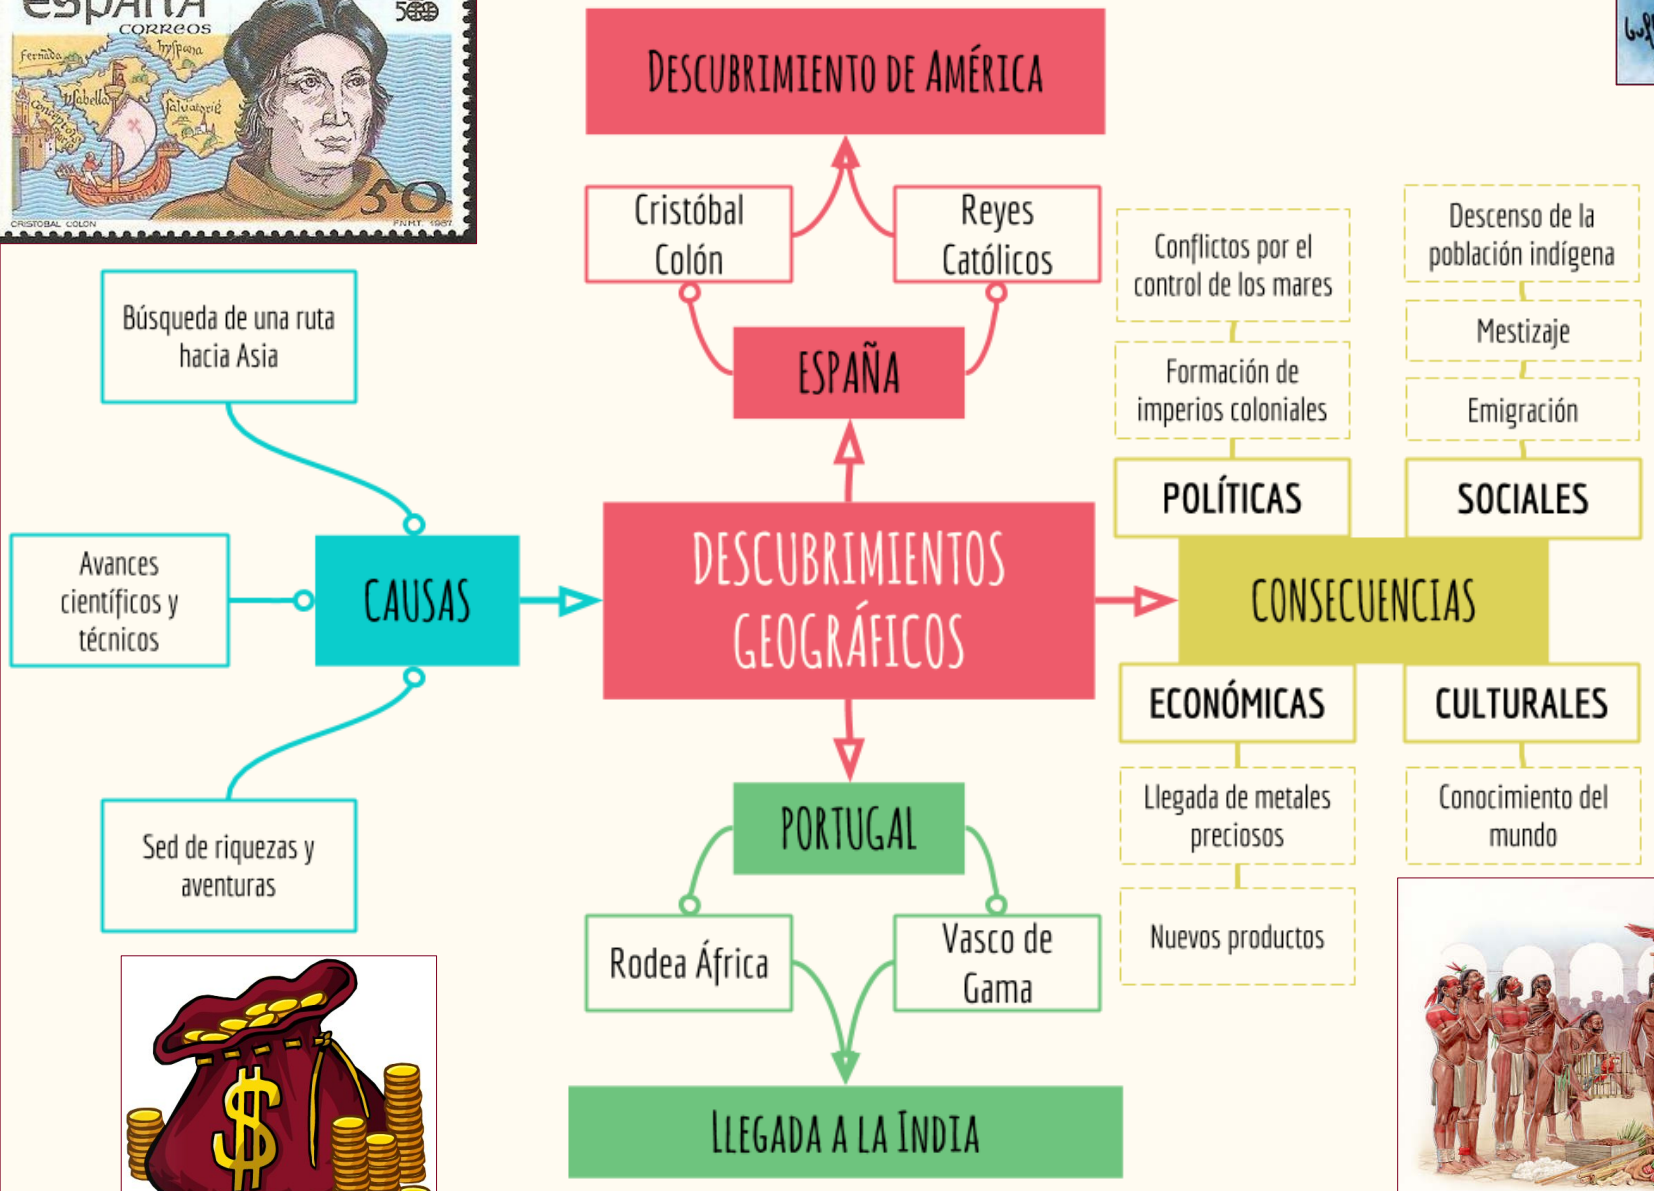 ESPAÑA
CORREOS
500
Fernãda
hyspana
Ysabella
Salvatorie
50
CRISTOBAL COLON
F.N.M.T. 1987
DESCUBRIMIENTO DE AMÉRICA
Cristóbal
Colón
Reyes
Católicos
ESPAÑA
Búsqueda de una ruta
hacia Asia
Avances
científicos y
técnicos
CAUSAS
Sed de riquezas y
aventuras
DESCUBRIMIENTOS
GEOGRÁFICOS
PORTUGAL
Rodea África
Vasco de
Gama
LLEGADA A LA INDIA
Conflictos por el
control de los mares
Formación de
imperios coloniales
POLÍTICAS
Descenso de la
población indígena
Mestizaje
Emigración
SOCIALES
CONSECUENCIAS
ECONÓMICAS
Llegada de metales
preciosos
Nuevos productos
CULTURALES
Conocimiento del
mundo
$